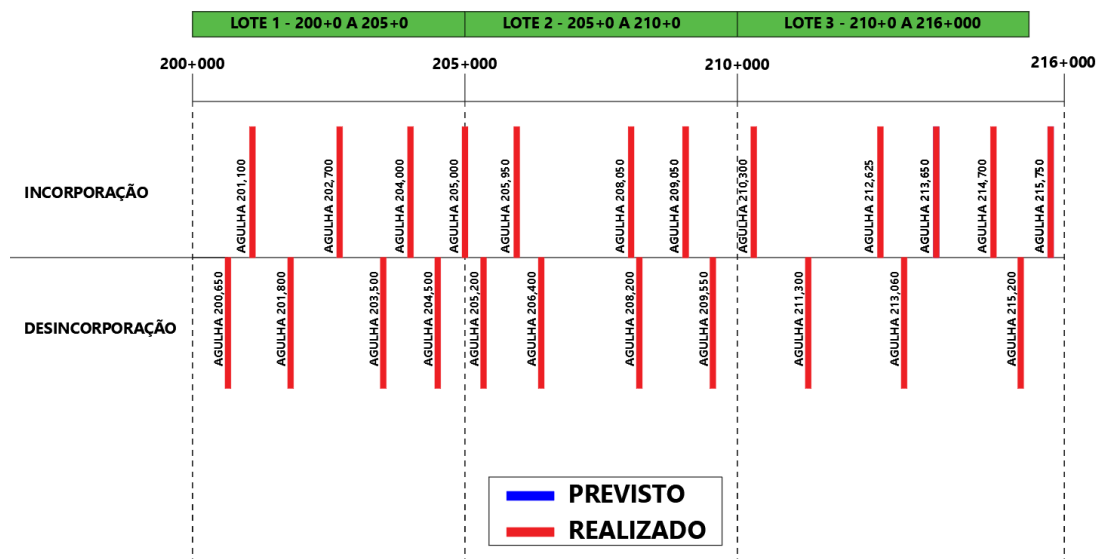 LOTE 1 - 200+0 A 205+0
LOTE 2 - 205+0 A 210+0
LOTE 3 - 210+0 A 216+000
200+000
205+000
210+000
216+000
INCORPORAÇÃO
AGULHA 201,100
AGULHA 202,700
AGULHA 204,000
AGULHA 205,000
AGULHA 205,950
AGULHA 208,050
AGULHA 209,050
AGULHA 210,300
AGULHA 212,625
AGULHA 213,650
AGULHA 214,700
AGULHA 215,750
DESINCORPORAÇÃO
AGULHA 200,650
AGULHA 201,800
AGULHA 203,500
AGULHA 204,500
AGULHA 205,200
AGULHA 206,400
AGULHA 208,200
AGULHA 209,550
AGULHA 211,300
AGULHA 213,060
AGULHA 215,200
PREVISTO
REALIZADO